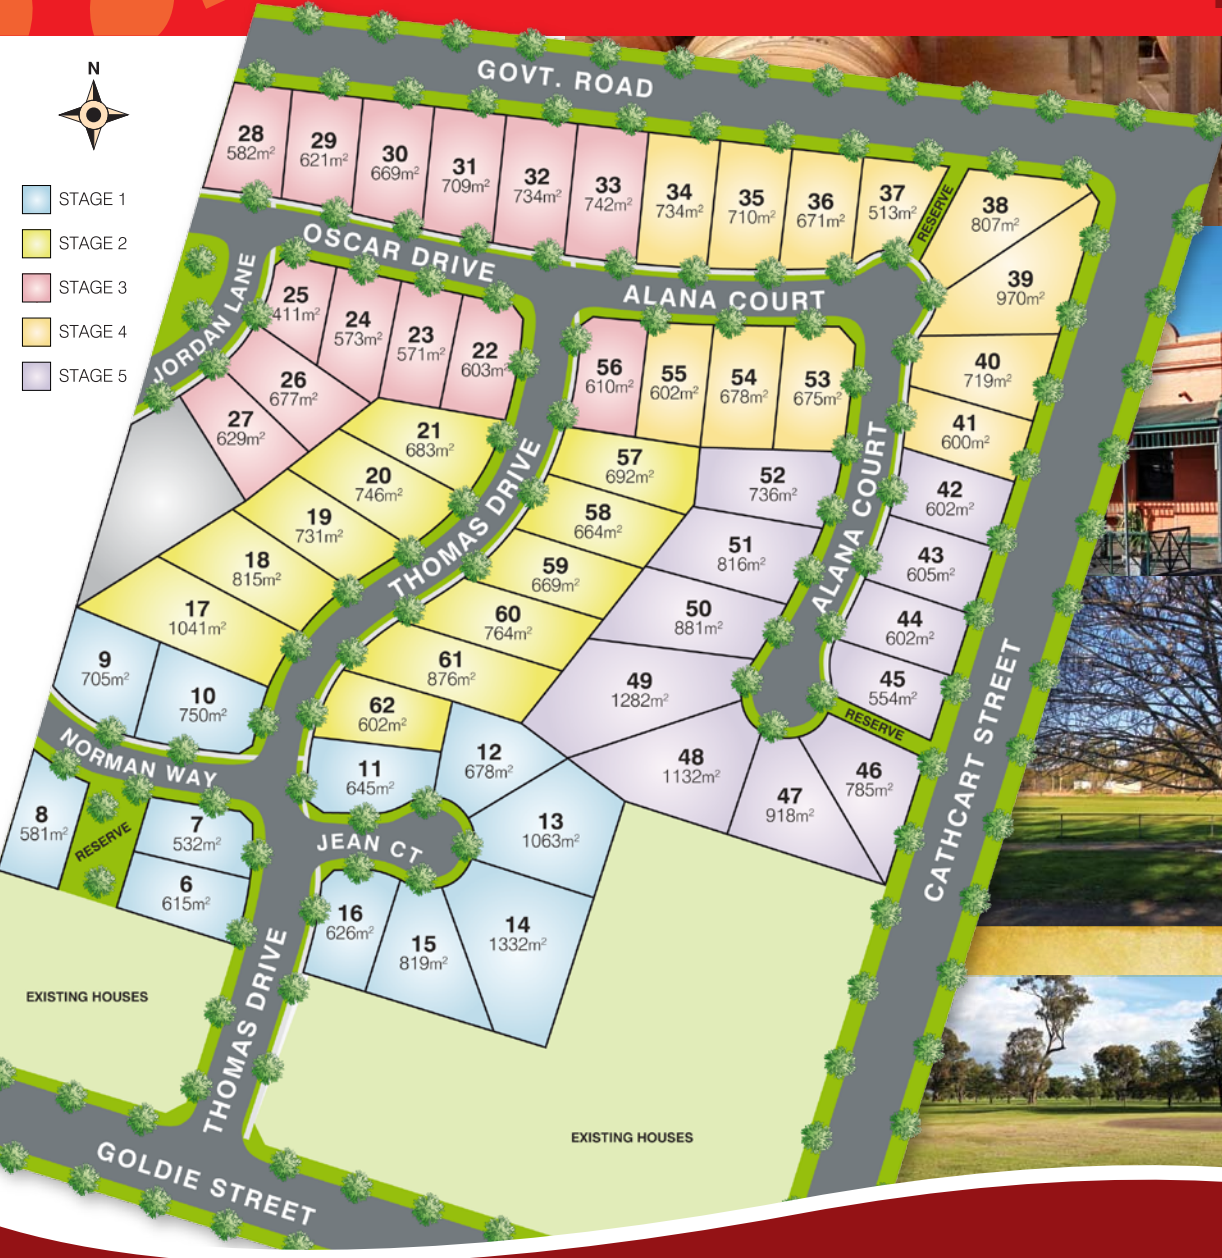 GOVT. ROAD
N
STAGE 1
STAGE 2
STAGE 3
STAGE 4
STAGE 5
28
582m²
29
621m²
30
669m²
31
709m²
32
734m²
33
742m²
34
734m²
35
710m²
36
671m²
37
513m²
RESERVE
38
807m²
39
970m²
OSCAR DRIVE
ALANA COURT
JORDAN LANE
25
411m²
24
573m²
23
571m²
22
603m²
56
610m²
55
602m²
54
678m²
53
675m²
40
719m²
41
600m²
26
677m²
27
629m²
21
683m²
20
746m²
19
731m²
18
815m²
17
1041m²
THOMAS DRIVE
57
692m²
58
664m²
59
669m²
60
764m²
61
876m²
62
602m²
52
736m²
51
816m²
50
881m²
49
1282m²
48
1132m²
47
918m²
46
785m²
ALANA COURT
42
602m²
43
605m²
44
602m²
45
554m²
RESERVE
CATHCART STREET
9
705m²
10
750m²
NORMAN WAY
11
645m²
12
678m²
13
1063m²
8
581m²
RESERVE
7
532m²
6
615m²
JEAN CT
16
626m²
15
819m²
14
1332m²
EXISTING HOUSES
THOMAS DRIVE
EXISTING HOUSES
GOLDIE STREET